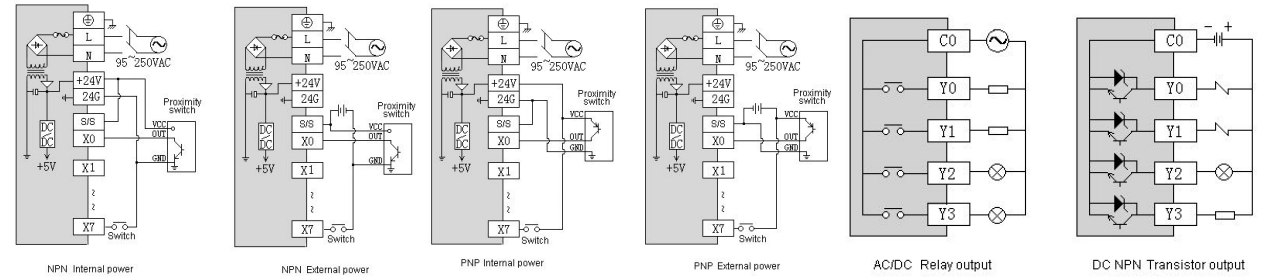 L
N
95~250VAC
+24V
24G
Proximity
switch
S/S
VCC
X0
OUT
DC
DC
GND
+5V
X1
~
~
X7
Switch
NPN Internal power
L
N
95~250VAC
+24V
24G
Proximity
switch
S/S
VCC
X0
OUT
DC
DC
GND
+5V
X1
~
~
X7
Switch
NPN External power
L
N
95~250VAC
+24V
24G
Proximity
switch
S/S
VCC
X0
OUT
DC
DC
GND
+5V
X1
~
~
X7
Switch
PNP Internal power
L
N
95~250VAC
+24V
24G
Proximity
switch
S/S
VCC
X0
OUT
DC
DC
GND
+5V
X1
~
~
X7
Switch
PNP External power
C0
Y0
Y1
Y2
Y3
AC/DC Relay output
- +
C0
Y0
Y1
Y2
Y3
DC NPN Transistor output